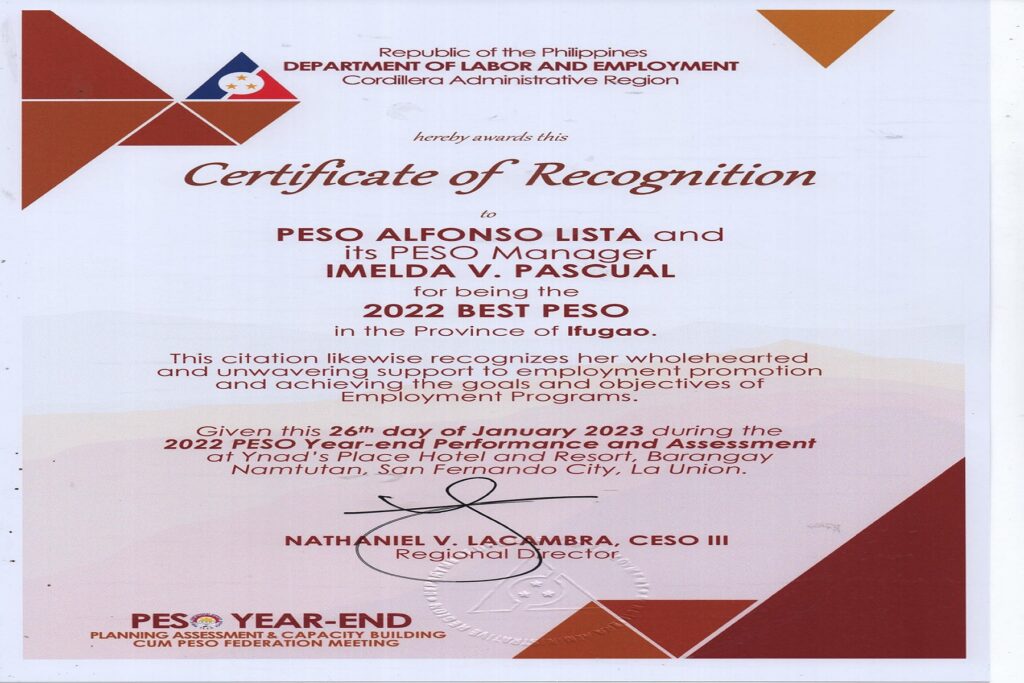 Republic of the Philippines
DEPARTMENT OF LABOR AND EMPLOYMENT
Cordillera Administrative Region
hereby awards this
Certificate of Recognition
to
PESO ALFONSO LISTA and
its PESO Manager
IMELDA V. PASCUAL
for being the
2022 BEST PESO
in the Province of Ifugao.
This citation likewise recognizes her wholehearted
and unwavering support to employment promotion
and achieving the goals and objectives of
Employment Programs.
Given this 26th day of January 2023 during the
2022 PESO Year-end Performance and Assessment
at Ynad's Place Hotel and Resort, Barangay
Namtutan, San Fernando City, La Union.
NATHANIEL V. LACAMBRA, CESO III
Regional Director
PESO YEAR-END
PLANNING ASSESSMENT & CAPACITY BUILDING
CUM PESO FEDERATION MEETING